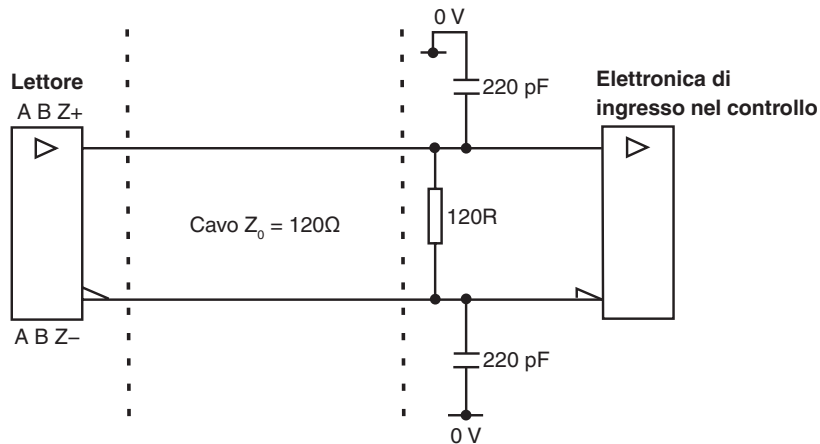 0 V
Lettore
A B Z+
220 pF
Elettronica di
ingresso nel controllo
Cavo Z0 = 120Ω
120R
A B Z−
220 pF
0 V